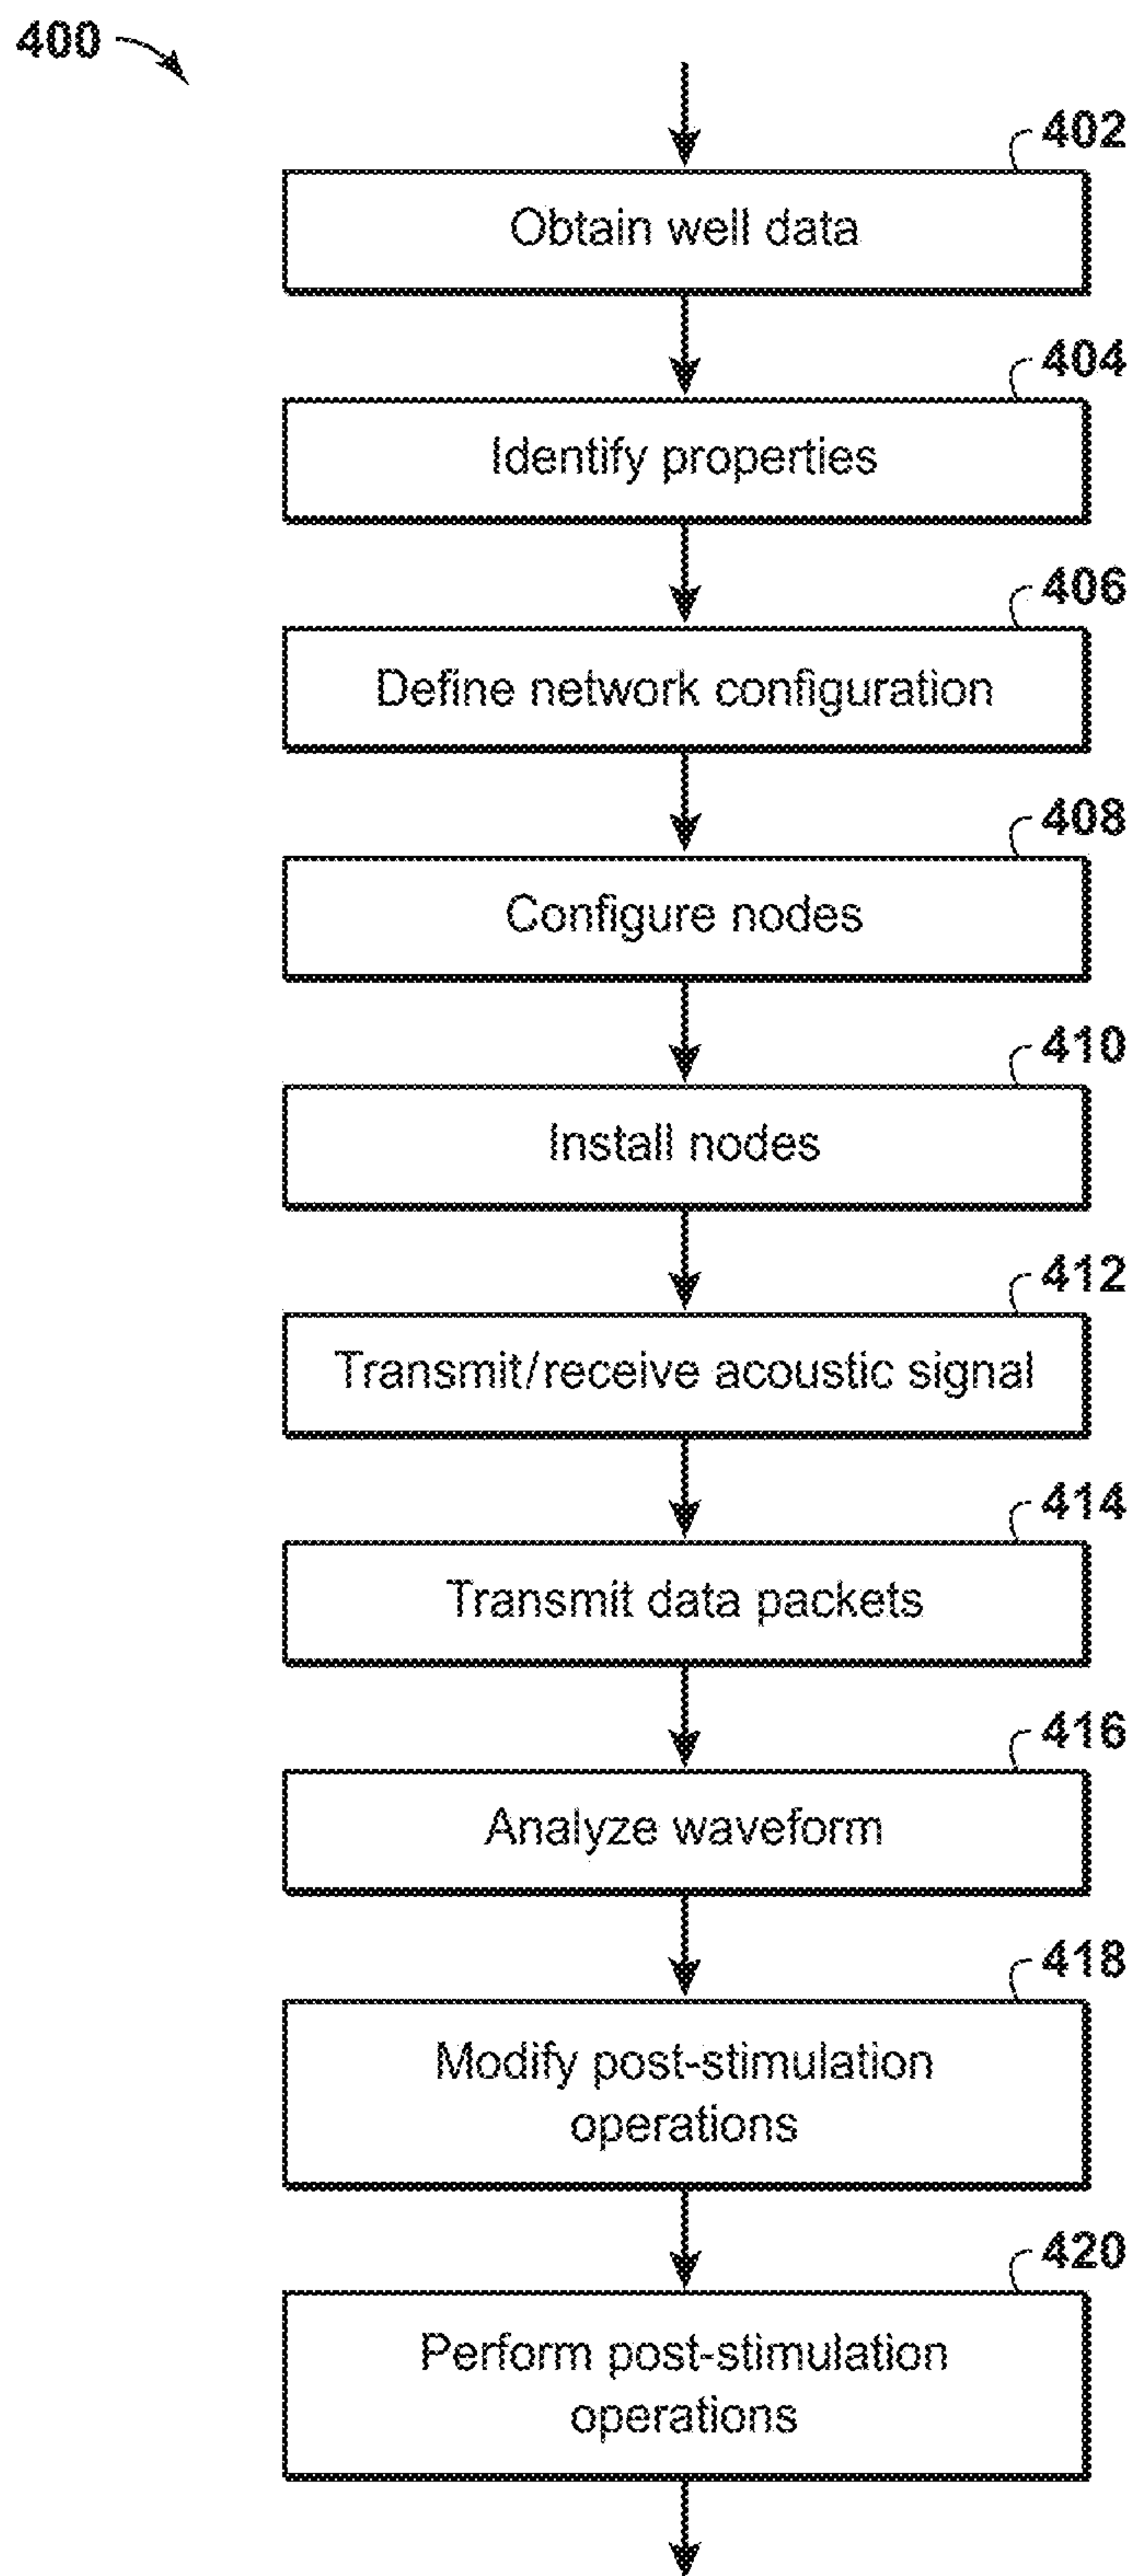 400
402
Obtain well data
404
Identify properties
406
Define network configuration
408
Configure nodes
410
Install nodes
412
Transmit/receive acoustic signal
414
Transmit data packets
416
Analyze waveform
418
Modify post-stimulation
operations
420
Perform post-stimulation
operations